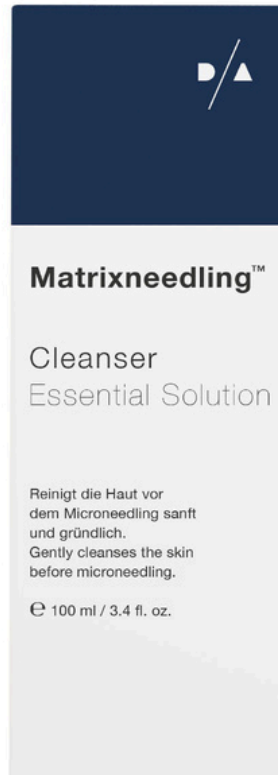 D/A
Matrixneedling™
Cleanser
Essential Solution
Reinigt die Haut vor
dem Microneedling sanft
und gründlich.
Gently cleanses the skin
before microneedling.
℮ 100 ml / 3.4 fl. oz.